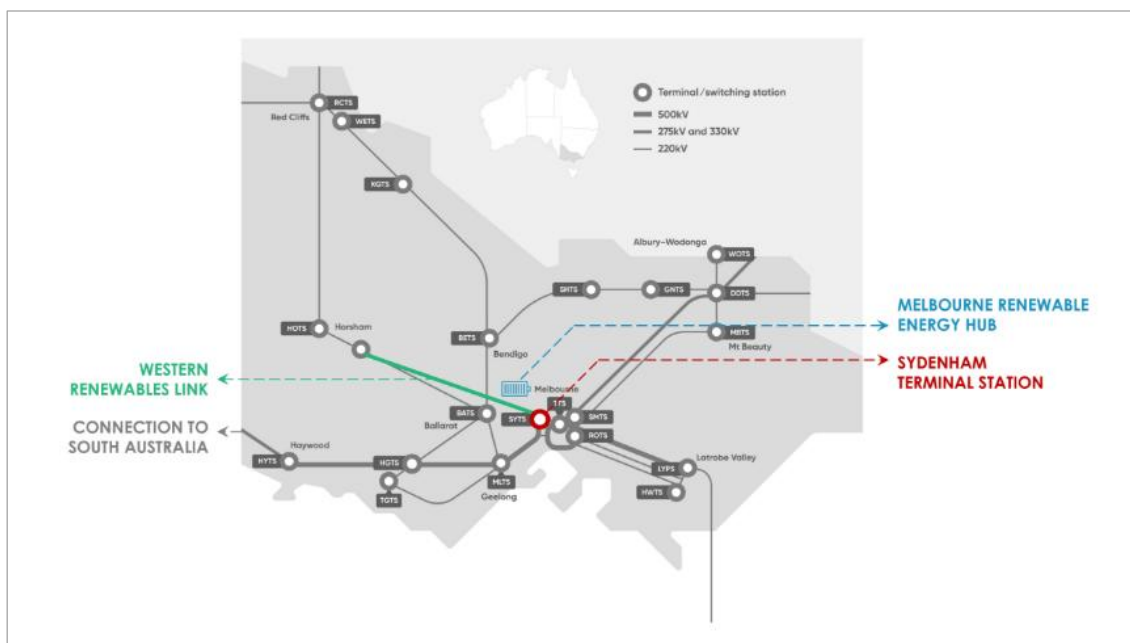 Terminal/switching station
500kV
275kV and 330kV
220kV
RCTS
Red Cliffs
WETS
KGTS
Albury-Wodonga
WOTS
SHTS
GNTS
DDTS
MELBOURNE RENEWABLE
ENERGY HUB
HOTS
Horsham
BETS
Bendigo
MBTS
Mt Beauty
SYDENHAM
TERMINAL STATION
WESTERN
RENEWABLES LINK
Melbourne
TTS
BATS
Ballarat
SYTS
SMTS
ROTS
CONNECTION TO
SOUTH AUSTRALIA
Haywood
HYTS
HGTS
MLTS
Geelong
TGTS
Latrobe Valley
LYPS
HWTS